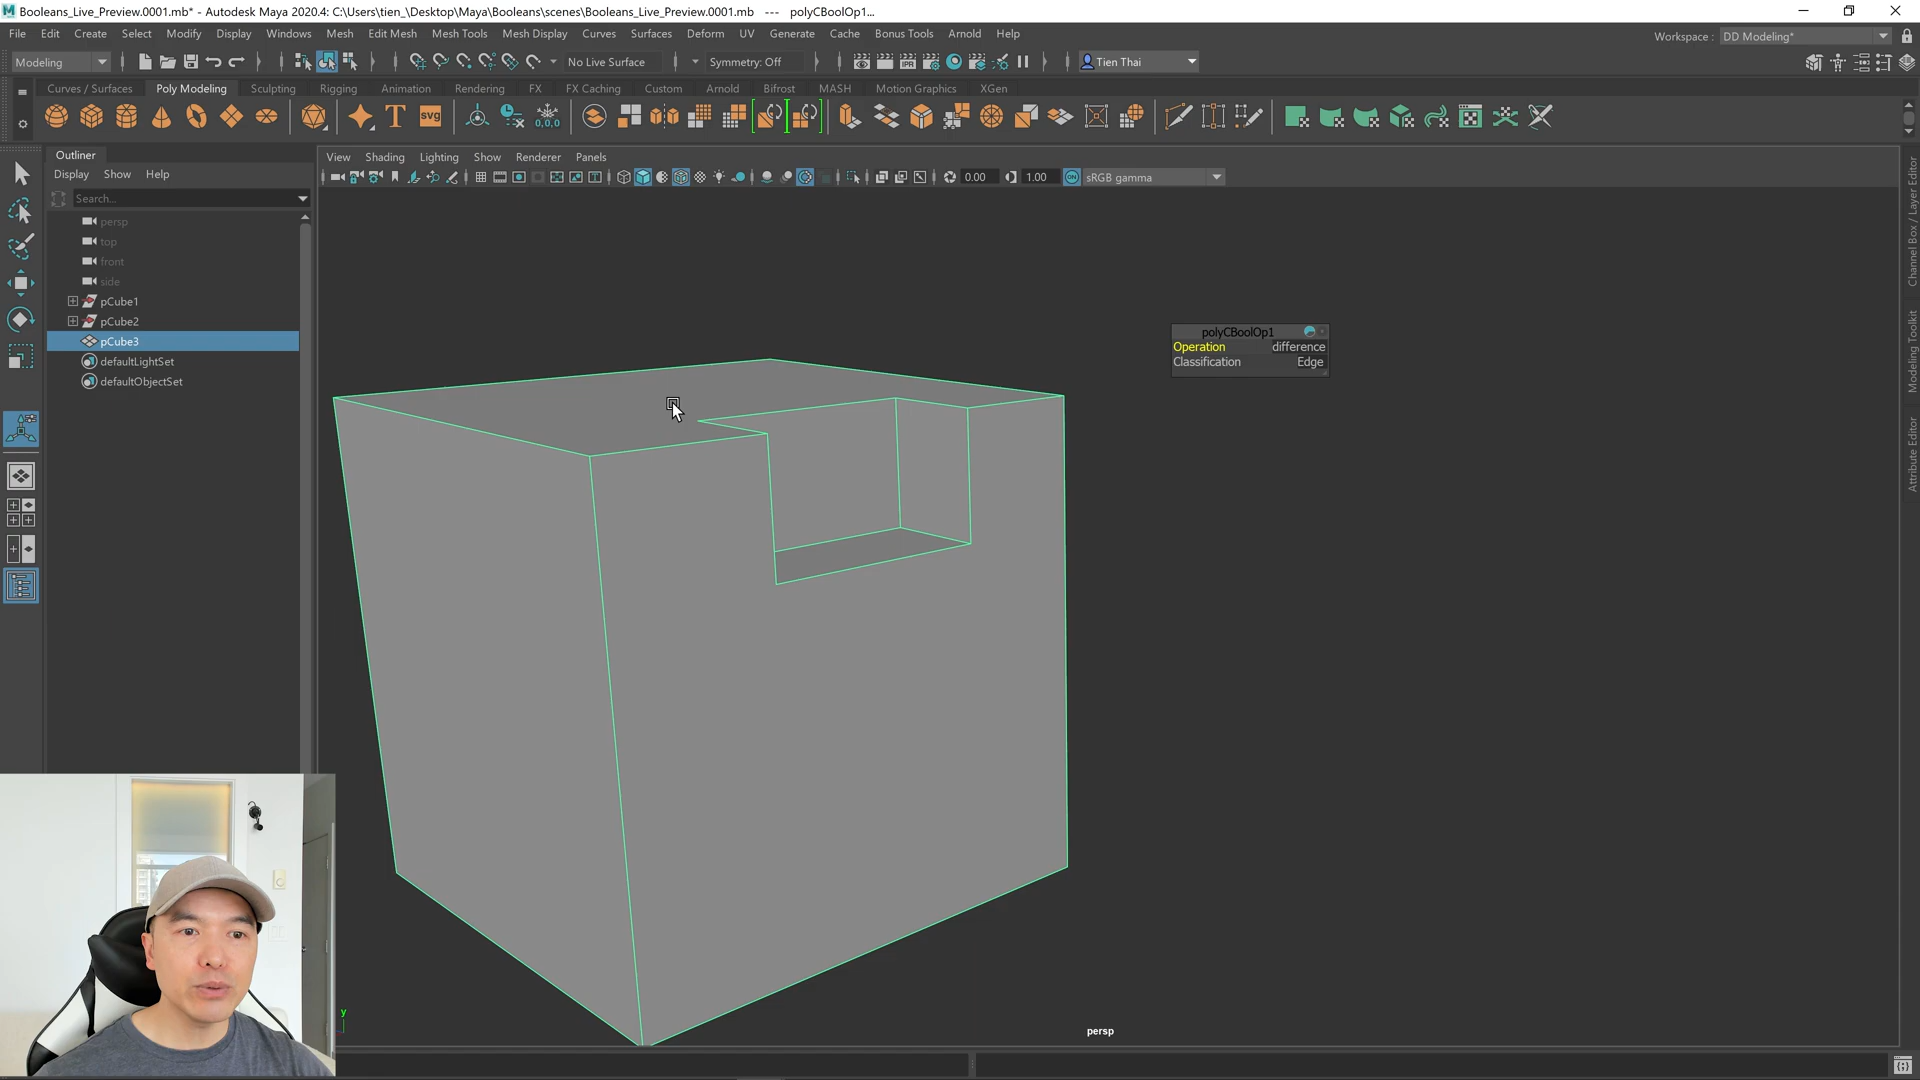 Booleans_Live_Preview.0001.mb* - Autodesk Maya 2020.4: C:\Users\tien_\Desktop\Maya\Booleans\scenes\Booleans_Live_Preview.0001.mb --- polyCBoolOp1...
File Edit Create Select Modify Display Windows Mesh Edit Mesh Mesh Tools Mesh Display Curves Surfaces Deform UV Generate Cache Bonus Tools Arnold Help
Workspace : DD Modeling*
Modeling No Live Surface Symmetry: Off Tien Thai
Curves / Surfaces Poly Modeling Sculpting Rigging Animation Rendering FX FX Caching Custom Arnold Bifrost MASH Motion Graphics XGen
T svg 0,0,0
Outliner
Display Show Help
Search...
persp
top
front
side
pCube1
pCube2
pCube3
defaultLightSet
defaultObjectSet
View Shading Lighting Show Renderer Panels
0.00 1.00 ON sRGB gamma
polyCBoolOp1
Operation difference
Classification Edge
y
persp
Channel Box / Layer Editor
Modeling Toolkit
Attribute Editor